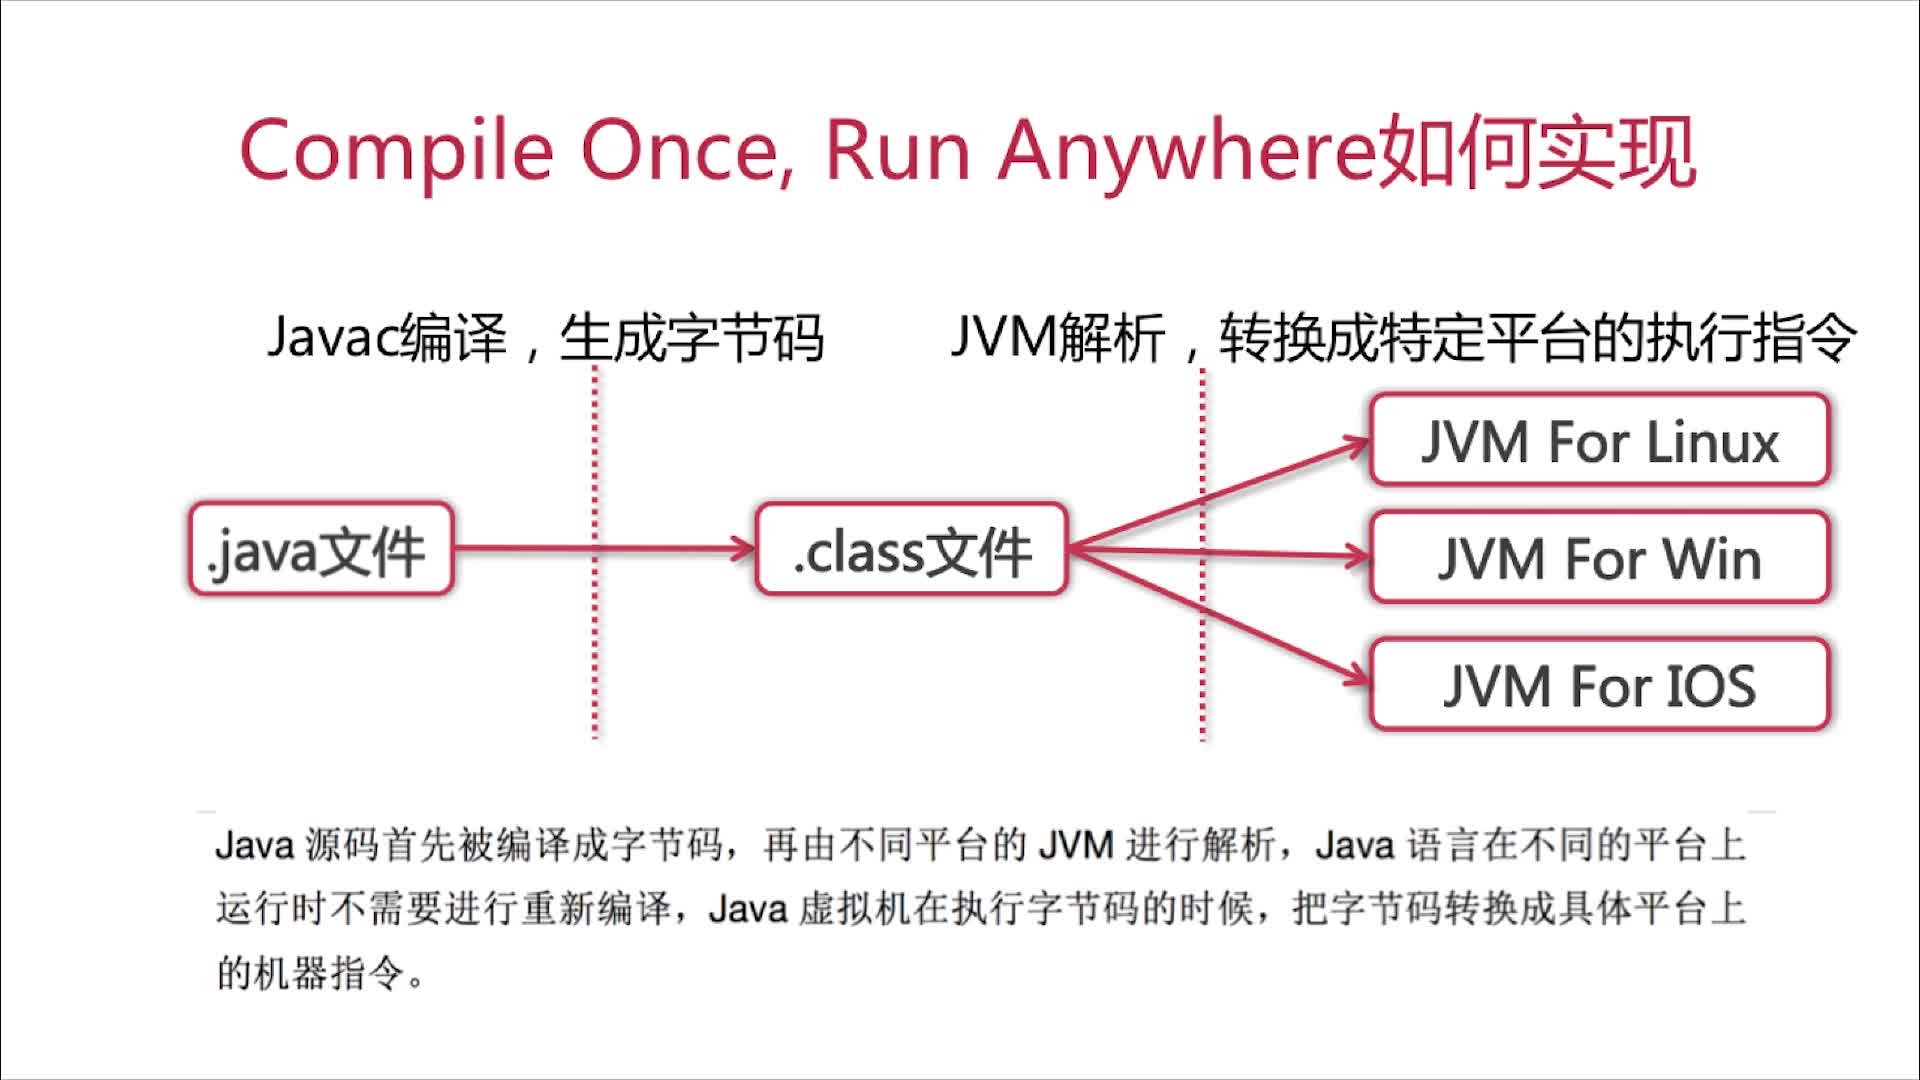 Compile Once, Run Anywhere如何实现
Javac编译，生成字节码
JVM解析，转换成特定平台的执行指令
.java文件
.class文件
JVM For Linux
JVM For Win
JVM For IOS
Java 源码首先被编译成字节码，再由不同平台的 JVM 进行解析，Java 语言在不同的平台上
运行时不需要进行重新编译，Java 虚拟机在执行字节码的时候，把字节码转换成具体平台上
的机器指令。